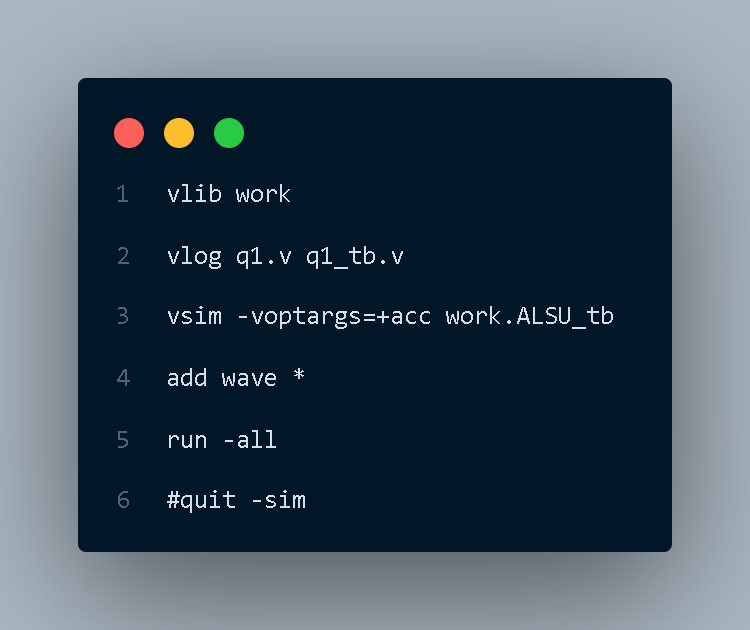 1 vlib work
2 vlog q1.v q1_tb.v
3 vsim -voptargs=+acc work.ALSU_tb
4 add wave *
5 run -all
6 #quit -sim